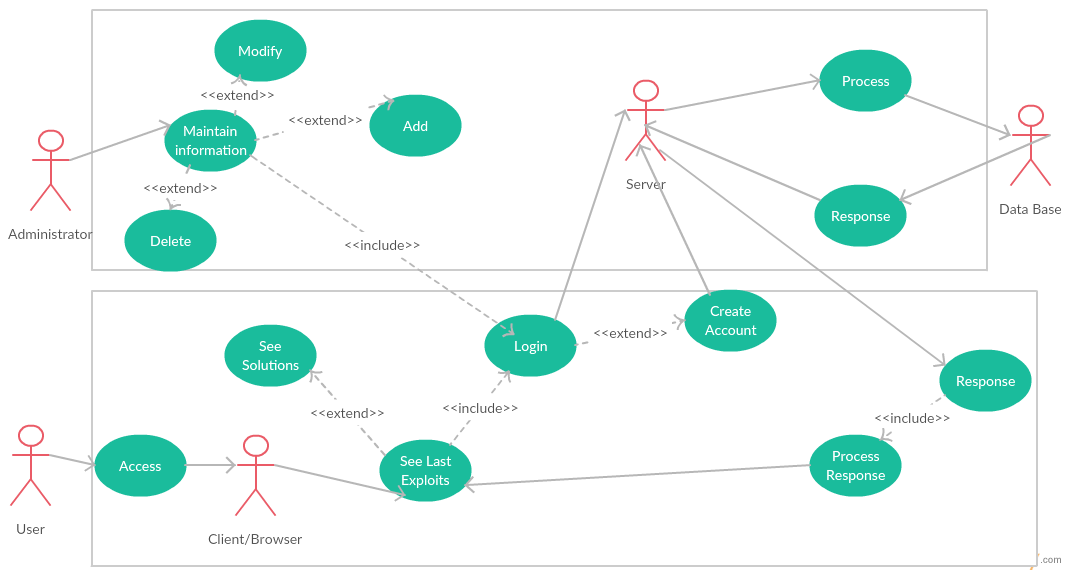 Modify
<<extend>>
Process
Maintain
information
<<extend>>
Add
<<extend>>
Server
Administrator
Delete
Response
Data Base
<<include>>
Create
Account
See
Solutions
Login
<<extend>>
Response
<<extend>>
<<include>>
<<include>>
Access
See Last
Exploits
Process
Response
User
Client/Browser
.com